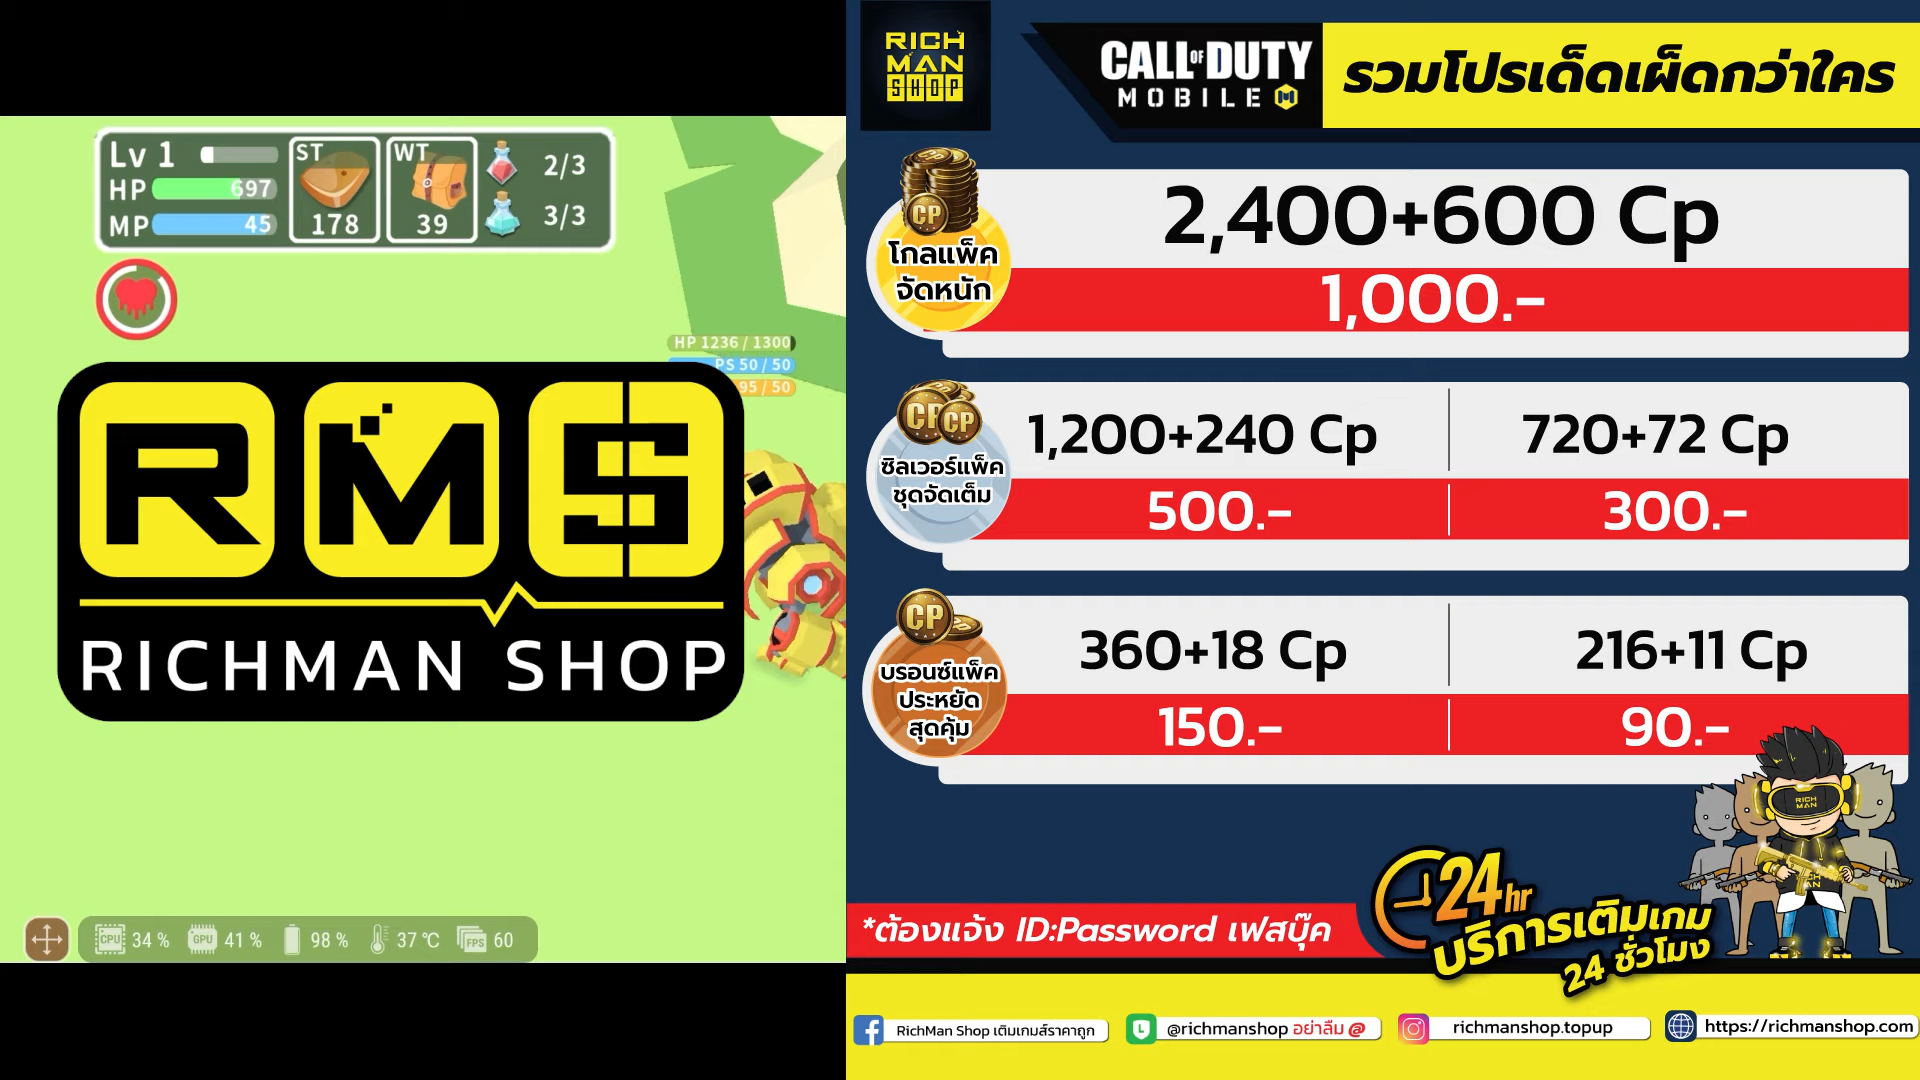 Lv 1
HP 697
MP 45
ST
178
WT
39
2/3
3/3
HP 1236 / 1300
PS 50 / 50
95 / 50
RMS
RICHMAN SHOP
CPU 34 %
GPU 41 %
98 %
37 ℃
FPS 60
RICH
MAN
SHOP
CALL OF DUTY
MOBILE
รวมโปรเด็ดเผ็ดกว่าใคร
CP
โกลแพ็ค
จัดหนัก
2,400+600 Cp
1,000.-
CP CP
ซิลเวอร์แพ็ค
ชุดจัดเต็ม
1,200+240 Cp
720+72 Cp
500.-
300.-
CP
บรอนซ์แพ็ค
ประหยัด
สุดคุ้ม
360+18 Cp
216+11 Cp
150.-
90.-
RICH
MAN
*ต้องแจ้ง ID:Password เฟสบุ๊ค
24hr
บริการเติมเกม
24 ชั่วโมง
RichMan Shop เติมเกมส์ราคาถูก
@richmanshop อย่าลืม @
richmanshop.topup
https://richmanshop.com